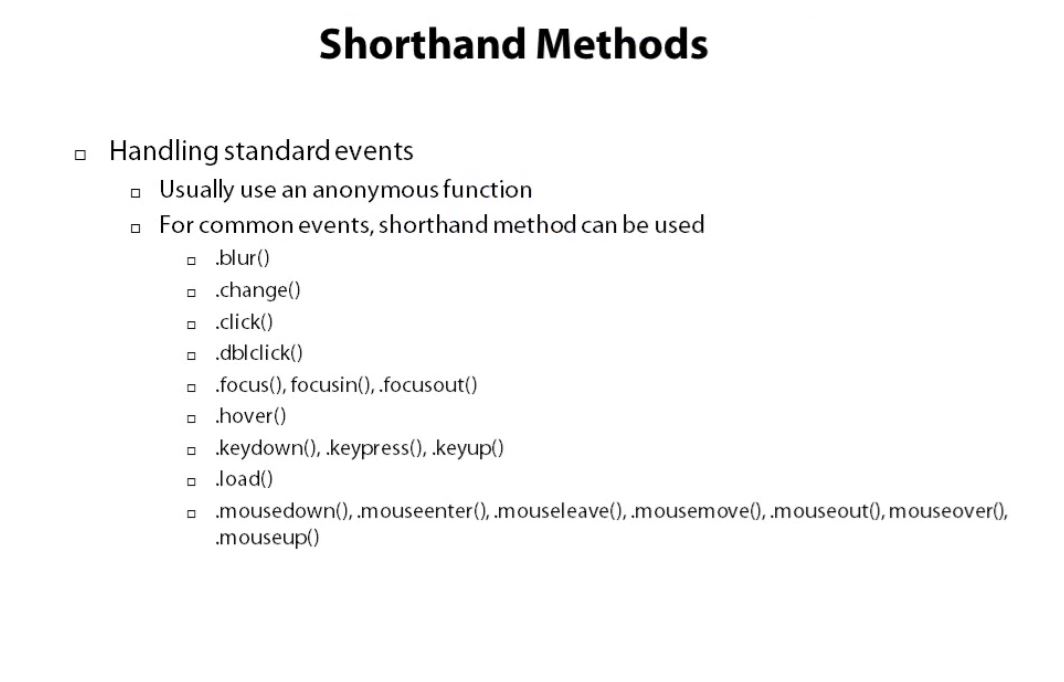 Shorthand Methods
Handling standard events
Usually use an anonymous function
For common events, shorthand method can be used
.blur()
.change()
.click()
.dblclick()
.focus(), focusin(), .focusout()
.hover()
.keydown(), .keypress(), .keyup()
.load()
.mousedown(), .mouseenter(), .mouseleave(), .mousemove(), .mouseout(), mouseover(),
.mouseup()